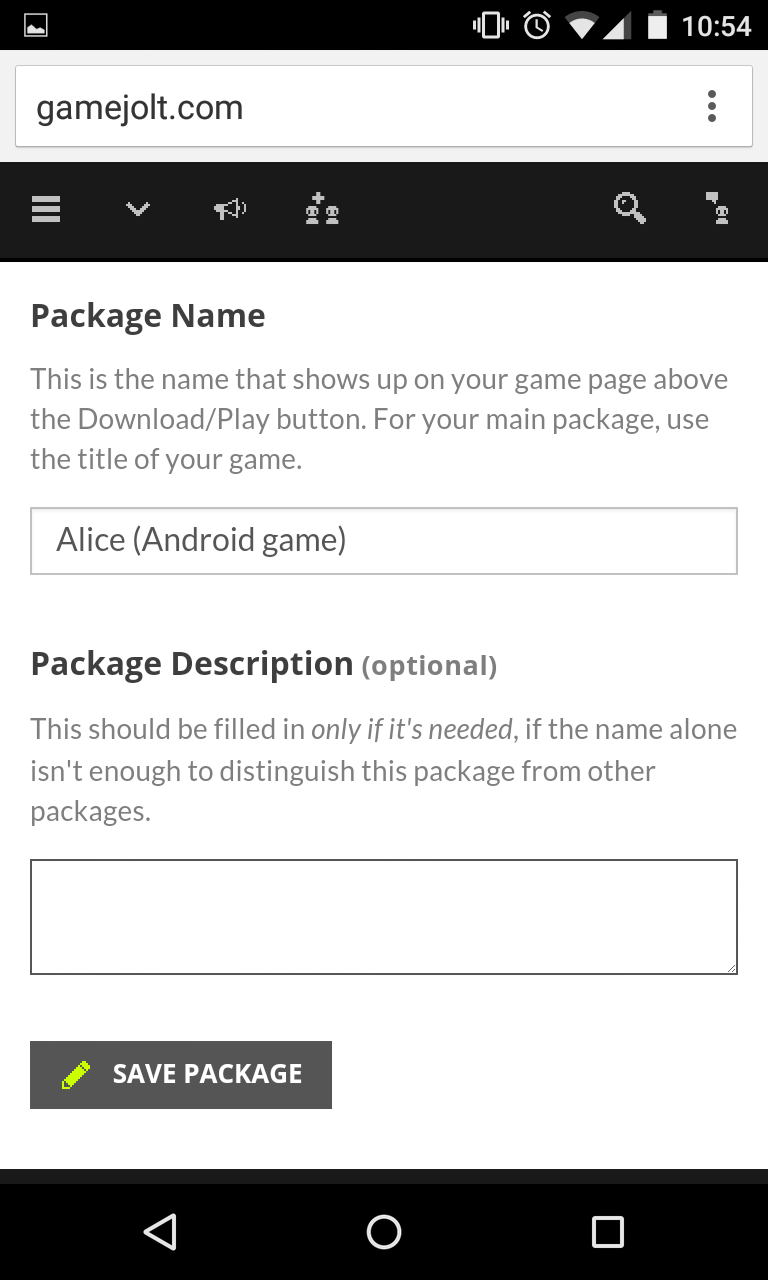 10:54
gamejolt.com
Package Name
This is the name that shows up on your game page above
the Download/Play button. For your main package, use
the title of your game.
Alice (Android game)
Package Description (optional)
This should be filled in only if it's needed, if the name alone
isn't enough to distinguish this package from other
packages.
SAVE PACKAGE